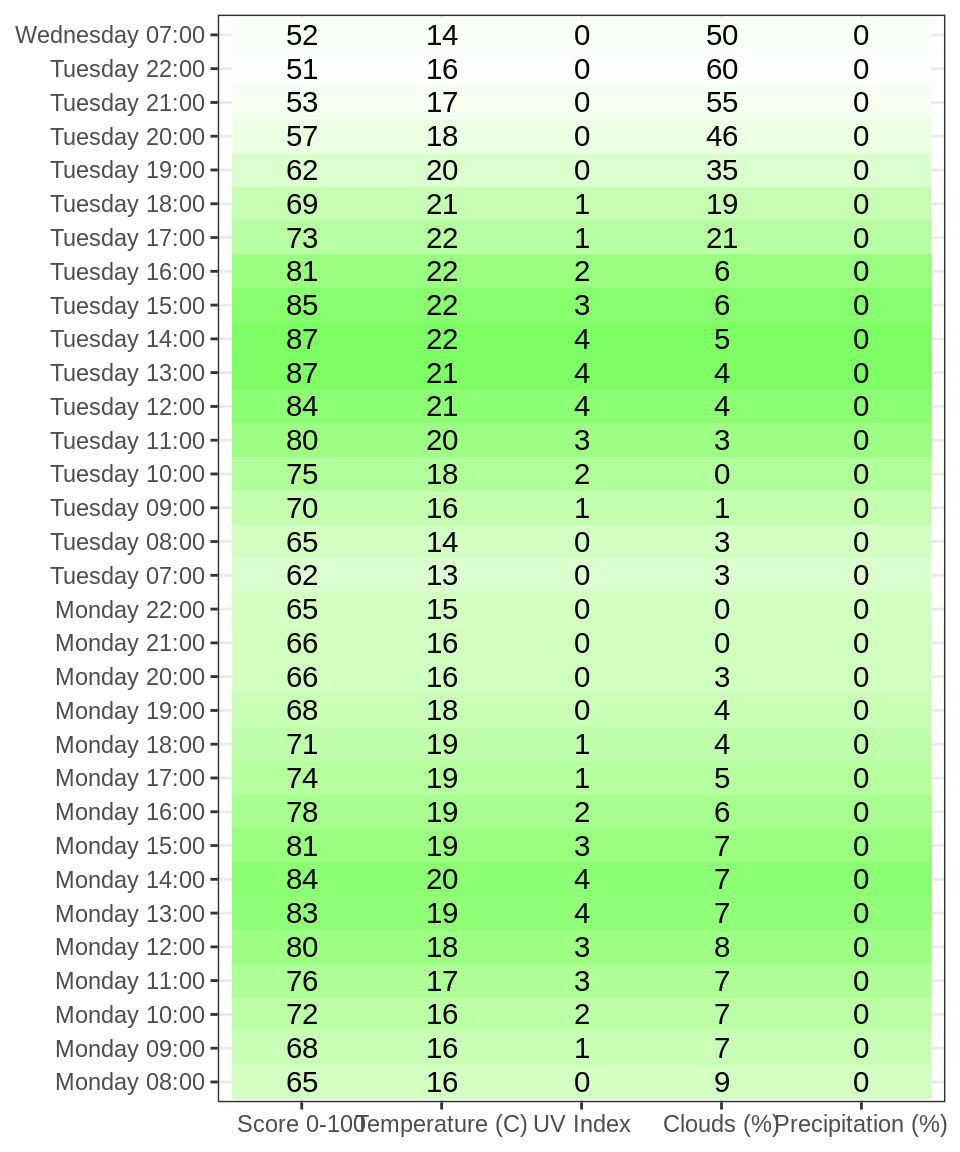 Wednesday 07:00 52 14 0 50 0
Tuesday 22:00 51 16 0 60 0
Tuesday 21:00 53 17 0 55 0
Tuesday 20:00 57 18 0 46 0
Tuesday 19:00 62 20 0 35 0
Tuesday 18:00 69 21 1 19 0
Tuesday 17:00 73 22 1 21 0
Tuesday 16:00 81 22 2 6 0
Tuesday 15:00 85 22 3 6 0
Tuesday 14:00 87 22 4 5 0
Tuesday 13:00 87 21 4 4 0
Tuesday 12:00 84 21 4 4 0
Tuesday 11:00 80 20 3 3 0
Tuesday 10:00 75 18 2 0 0
Tuesday 09:00 70 16 1 1 0
Tuesday 08:00 65 14 0 3 0
Tuesday 07:00 62 13 0 3 0
Monday 22:00 65 15 0 0 0
Monday 21:00 66 16 0 0 0
Monday 20:00 66 16 0 3 0
Monday 19:00 68 18 0 4 0
Monday 18:00 71 19 1 4 0
Monday 17:00 74 19 1 5 0
Monday 16:00 78 19 2 6 0
Monday 15:00 81 19 3 7 0
Monday 14:00 84 20 4 7 0
Monday 13:00 83 19 4 7 0
Monday 12:00 80 18 3 8 0
Monday 11:00 76 17 3 7 0
Monday 10:00 72 16 2 7 0
Monday 09:00 68 16 1 7 0
Monday 08:00 65 16 0 9 0
Score 0-100 Temperature (C) UV Index Clouds (%) Precipitation (%)